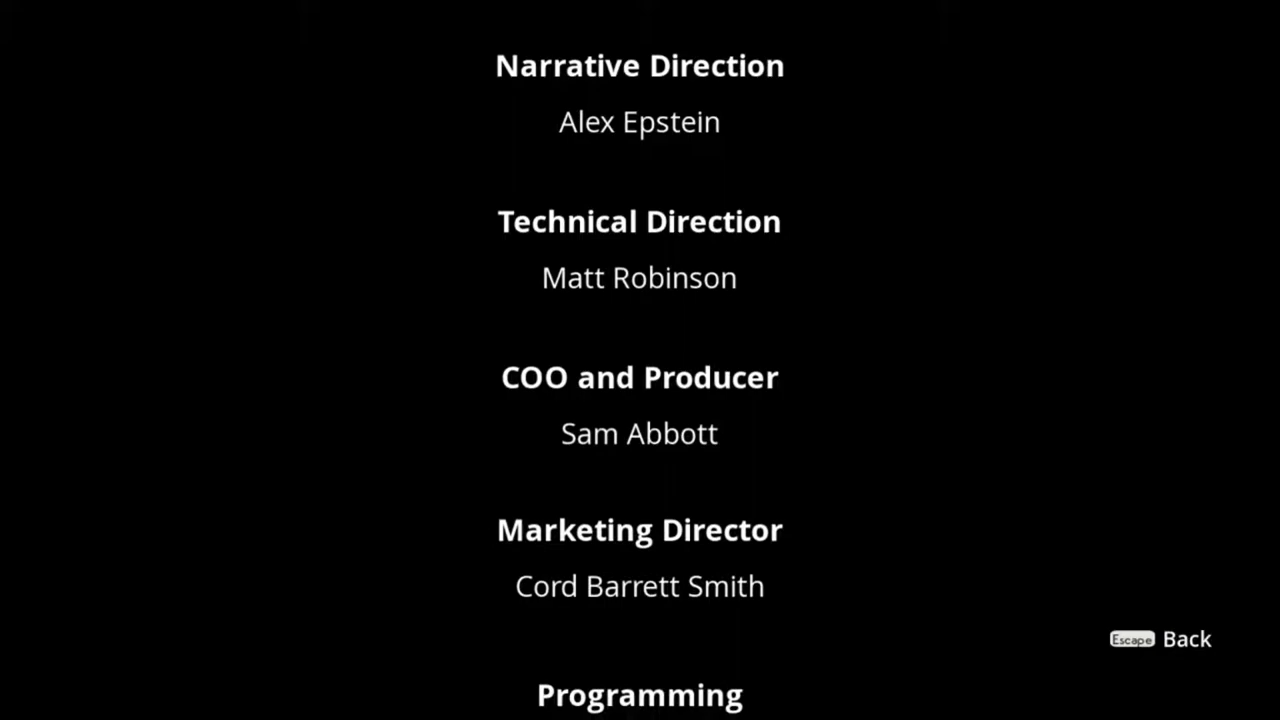 Narrative Direction
Alex Epstein
Technical Direction
Matt Robinson
COO and Producer
Sam Abbott
Marketing Director
Cord Barrett Smith
Escape Back
Programming